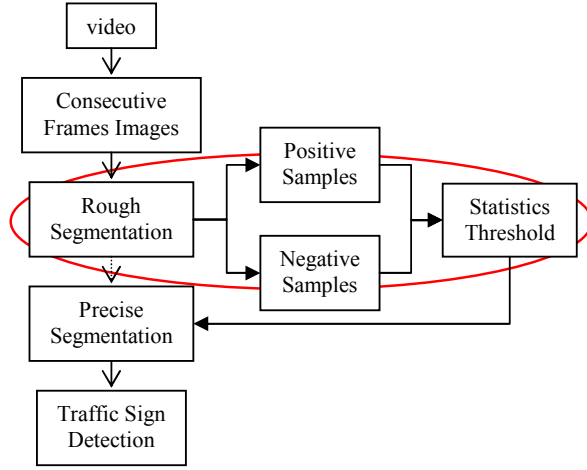 video
Consecutive
Frames Images
Positive
Samples
Rough
Segmentation
Statistics
Threshold
Negative
Samples
Precise
Segmentation
Traffic Sign
Detection